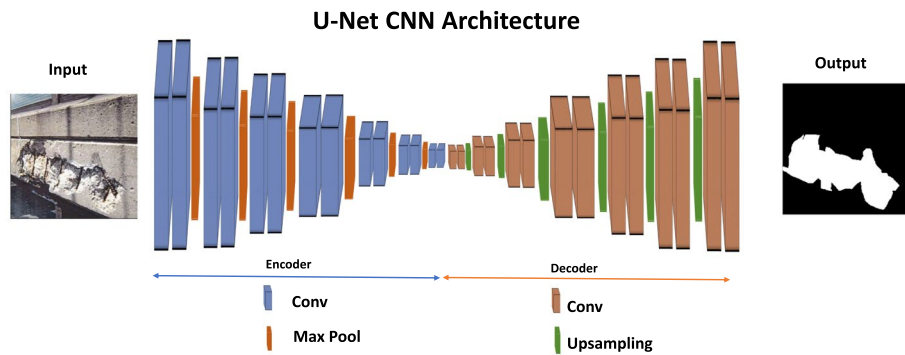 U-Net CNN Architecture
Input
Output
Encoder
Decoder
Conv
Conv
Max Pool
Upsampling